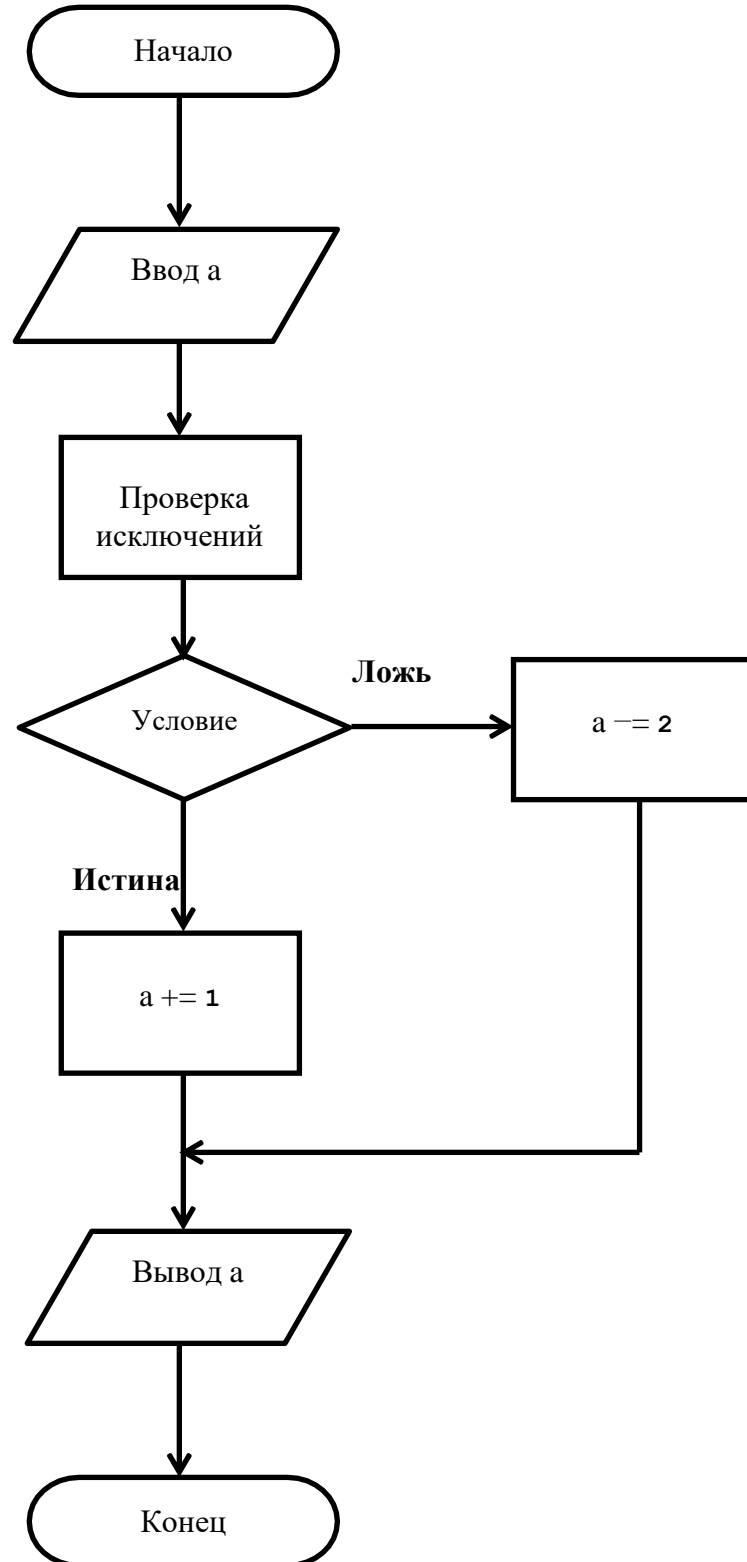 Начало
Ввод а
Проверка
исключений
Условие
Ложь
а −= 2
Истина
а += 1
Вывод а
Конец